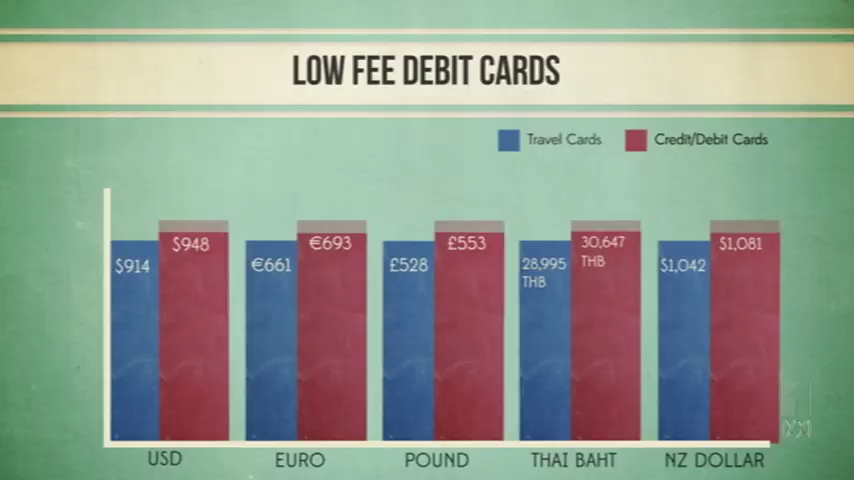 LOW FEE DEBIT CARDS
Travel Cards
Credit/Debit Cards
$914
$948
€661
€693
£528
£553
28,995
THB
30,647
THB
$1,042
$1,081
USD
EURO
POUND
THAI BAHT
NZ DOLLAR